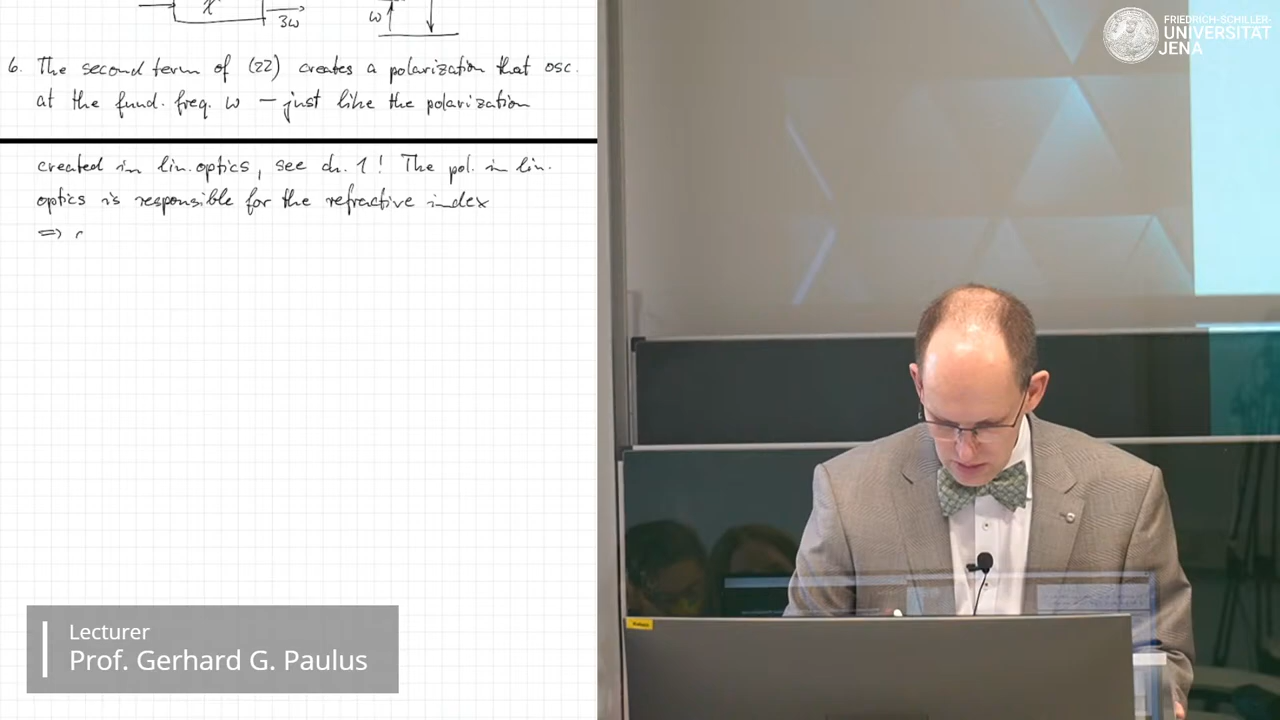 3ω
ω
6. The second term of (22) creates a polarization that osc.
at the fund. freq. ω — just like the polarization
created in lin. optics, see ch. 1! The pol. in lin.
optics is responsible for the refractive index
⇒
Lecturer
Prof. Gerhard G. Paulus
FRIEDRICH-SCHILLER-
UNIVERSITÄT
JENA